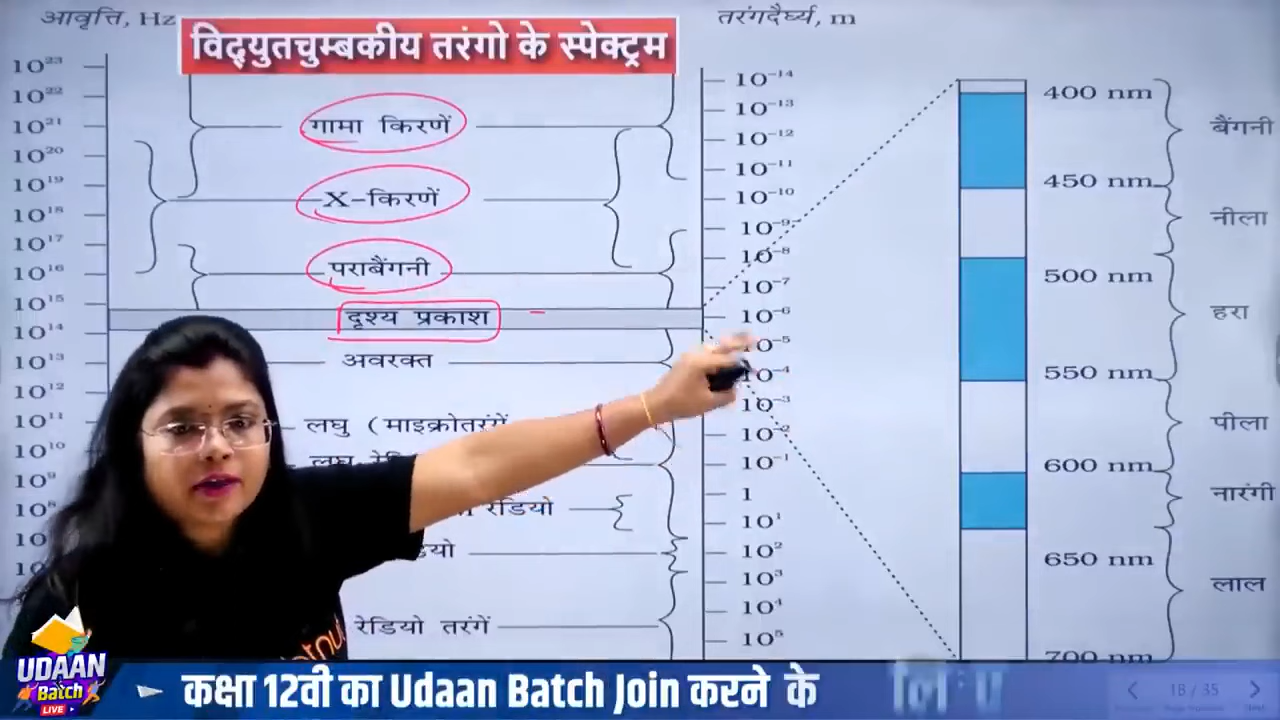 आवृत्ति, Hz
विद्युतचुम्बकीय तरंगो के स्पेक्ट्रम
तरंगदैर्घ्य, m
10²³
10²²
10²¹
10²⁰
10¹⁹
10¹⁸
10¹⁷
10¹⁶
10¹⁵
10¹⁴
10¹³
10¹²
10¹¹
10¹⁰
10⁹
10⁸
गामा किरणें
X-किरणें
पराबैंगनी
दृश्य प्रकाश
अवरक्त
लघु (माइक्रोतरंगें
रेडियो
रेडियो तरंगें
10⁻¹⁴
10⁻¹³
10⁻¹²
10⁻¹¹
10⁻¹⁰
10⁻⁹
10⁻⁸
10⁻⁷
10⁻⁶
10⁻⁵
10⁻⁴
10⁻³
10⁻²
10⁻¹
1
10¹
10²
10³
10⁴
10⁵
400 nm
450 nm
500 nm
550 nm
600 nm
650 nm
700 nm
बैंगनी
नीला
हरा
पीला
नारंगी
लाल
UDAAN
Batch
LIVE
कक्षा 12वी का Udaan Batch Join करने के
18 / 35